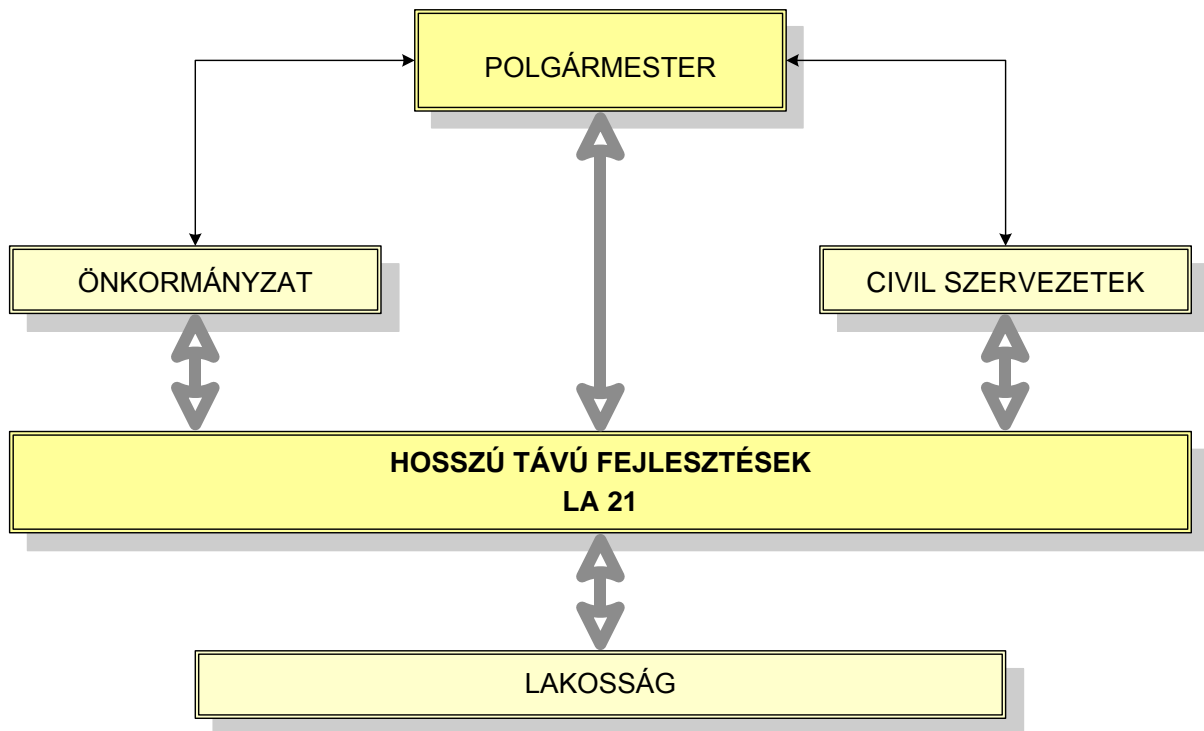 POLGÁRMESTER
ÖNKORMÁNYZAT
CIVIL SZERVEZETEK
HOSSZÚ TÁVÚ FEJLESZTÉSEK
LA 21
LAKOSSÁG